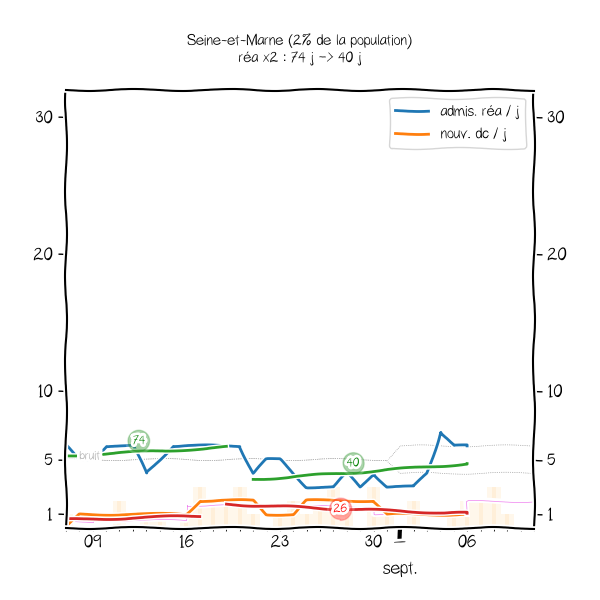 Seine-et-Marne (2% de la population)
réa x2 : 74 j -> 40 j
admis. réa / j
nouv. dc / j
30 30
20 20
10 10
5 5
1 1
74
bruit
40
26
09 16 23 30 06
sept.